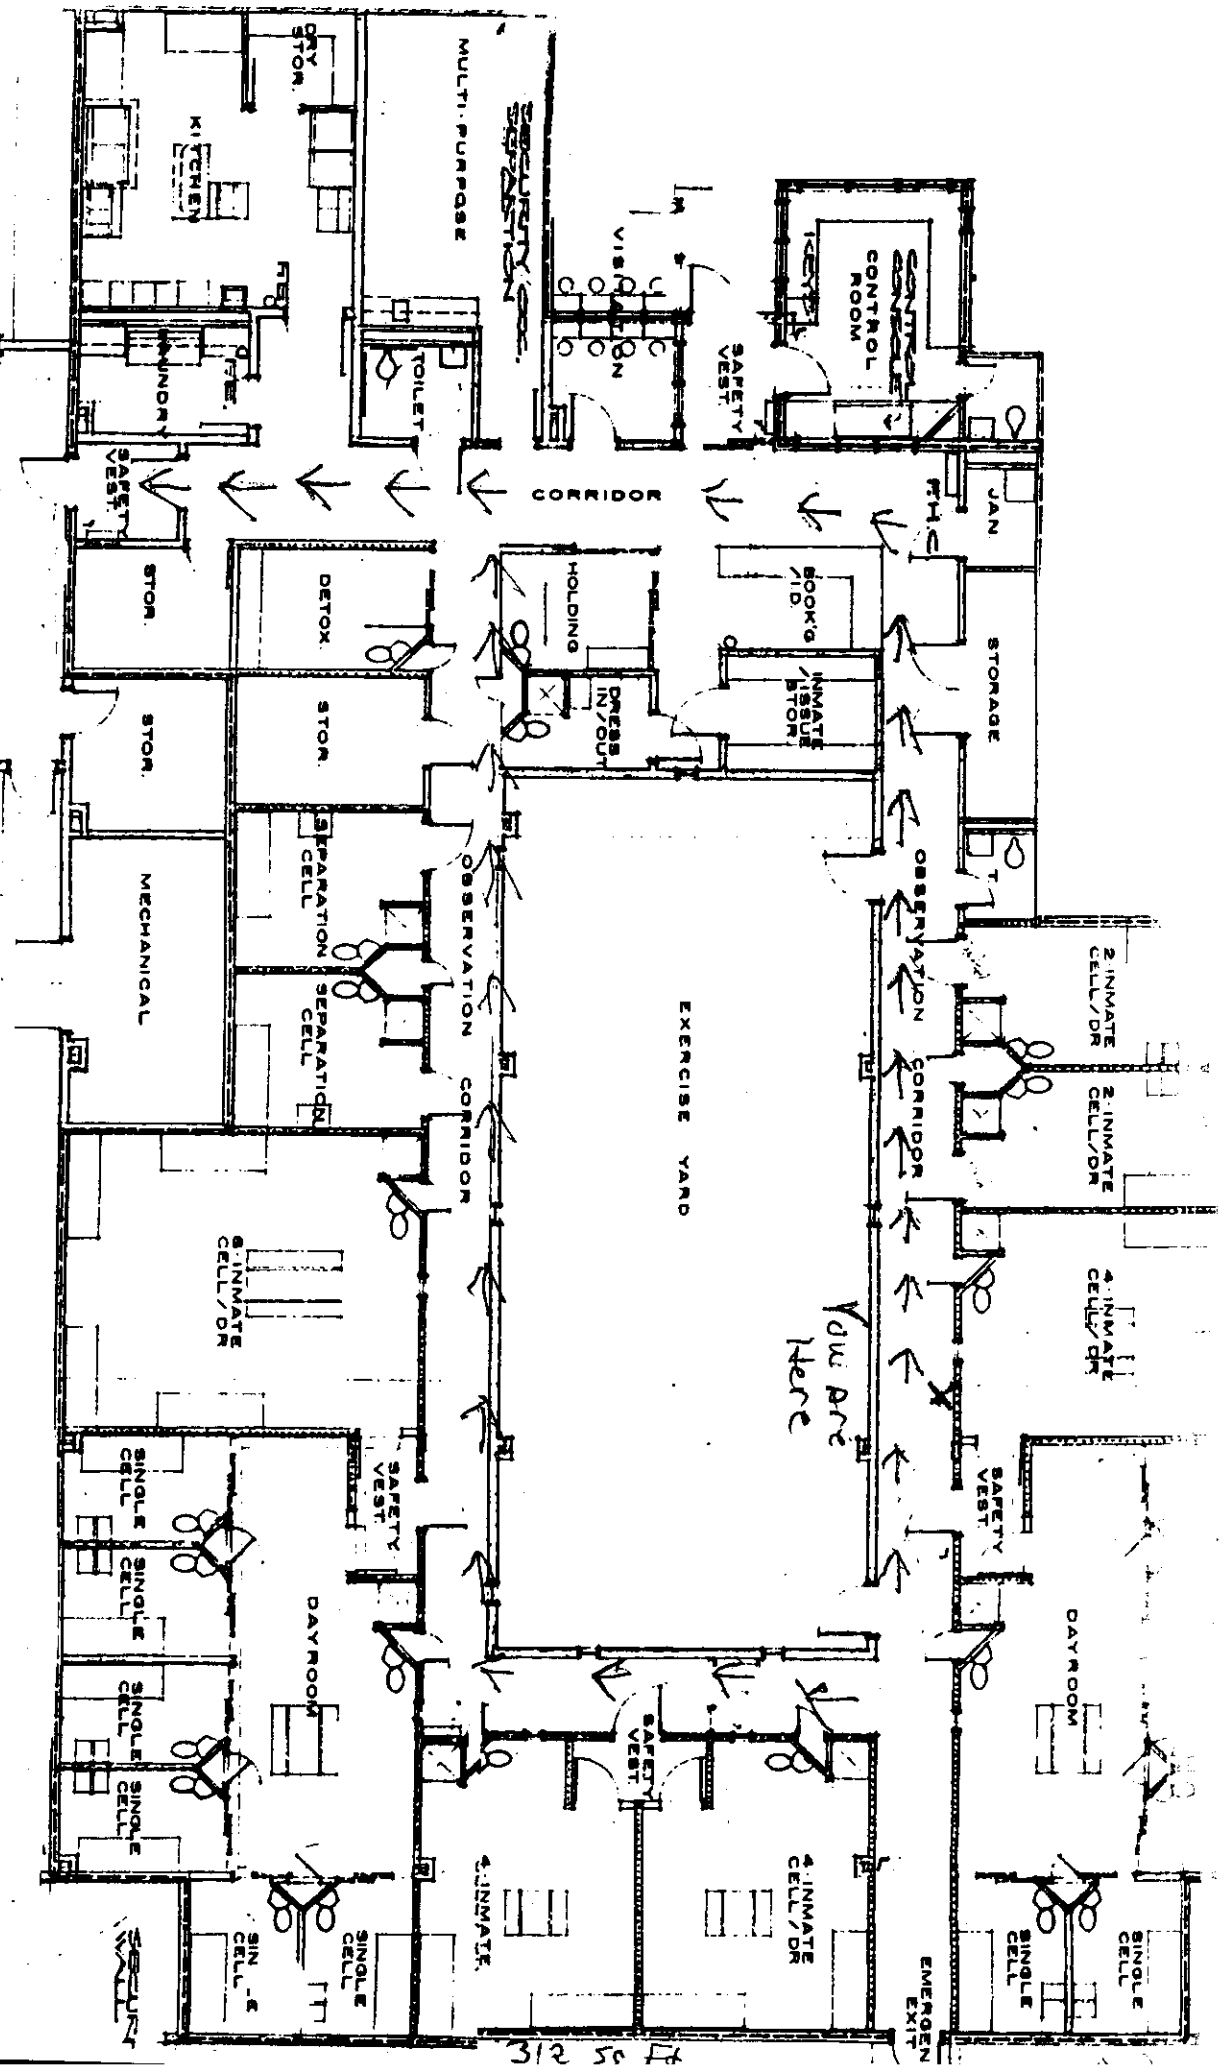 DRY
STOR.
KITCHEN
MULTI-PURPOSE
SECURITY
VISITATION
KEYS
CONTROL
ROOM
CONTROL
CONSOLE
LAUNDRY
TOILET
SAFETY
VEST.
SAFETY
VEST.
CORRIDOR
F.H.C
JAN
STOR.
DETOX.
HOLDING
BOOK'G
/I.D.
STORAGE
INMATE
/ISSUE
STOR.
DRESS
IN/OUT
STOR.
STOR.
T.
MECHANICAL
SEPARATION
CELL
SEPARATION
CELL
OBSERVATION CORRIDOR
EXERCISE YARD
OBSERVATION CORRIDOR
2-INMATE
CELL/DR
2-INMATE
CELL/DR
4-INMATE
CELL/DR
8-INMATE
CELL/DR
You Are
Here
X
SAFETY
VEST.
SAFETY
VEST
SINGLE
CELL
SINGLE
CELL
SINGLE
CELL
SINGLE
CELL
DAYROOM
DAYROOM
SAFETY
VEST
4-INMATE
4-INMATE
CELL/DR
SIN E
CELL
SINGLE
CELL
SINGLE
CELL
SINGLE
CELL
EMERGEN
EXIT
WALL
312 SQ Ft